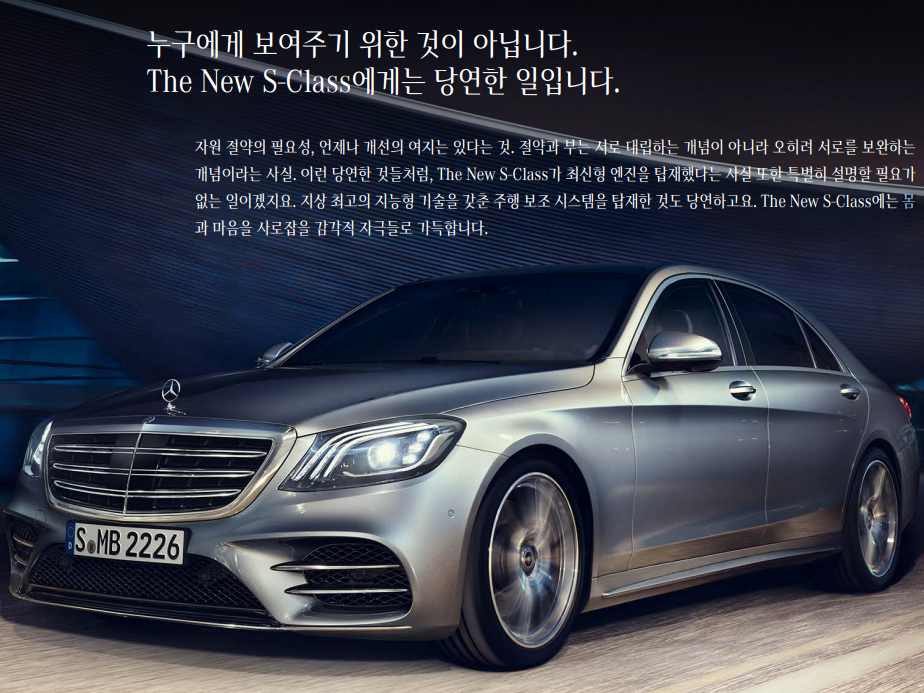 누구에게 보여주기 위한 것이 아닙니다.
The New S-Class에게는 당연한 일입니다.
자원 절약의 필요성, 언제나 개선의 여지는 있다는 것. 절약과 부는 서로 대립하는 개념이 아니라 오히려 서로를 보완하는
개념이라는 사실. 이런 당연한 것들처럼, The New S-Class가 최신형 엔진을 탑재했다는 사실 또한 특별히 설명할 필요가
없는 일이겠지요. 지상 최고의 지능형 기술을 갖춘 주행 보조 시스템을 탑재한 것도 당연하고요. The New S-Class에는 몸
과 마음을 사로잡을 감각적 자극들로 가득합니다.
S MB 2226